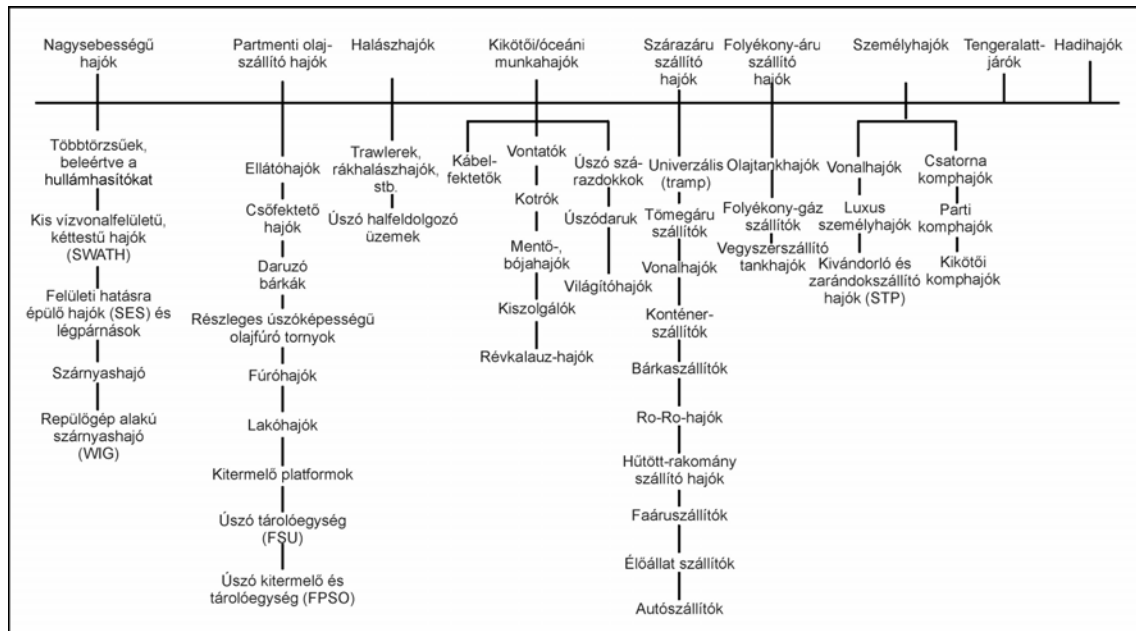 Nagysebességű
hajók
Partmenti olaj-
szállító hajók
Halászhajók
Kikötői/óceáni
munkahajók
Szárazáru
szállító
hajók
Folyékony-áru
szállító
hajók
Személyhajók
Tengeralatt-
járók
Hadihajók
Többtörzsűek,
beleértve a
hullámhasítókat
Kis vízvonalfelületű,
kéttestű hajók
(SWATH)
Felületi hatásra
épülő hajók (SES) és
légpárnások
Szárnyashajó
Repülőgép alakú
szárnyashajó
(WIG)
Ellátóhajók
Csőfektető
hajók
Daruzó
bárkák
Részleges úszóképességű
olajfúró tornyok
Fúróhajók
Lakóhajók
Kitermelő platformok
Úszó tárolóegység
(FSU)
Úszó kitermelő és
tárolóegység (FPSO)
Trawlerek,
rákhalászhajók,
stb.
Úszó halfeldolgozó
üzemek
Kábel-
fektetők
Vontatók
Kotrók
Mentő-,
bójahajók
Kiszolgálók
Révkalauz-hajók
Úszó szá-
razdokkok
Úszódaruk
Világítóhajók
Univerzális
(tramp)
Tömegáru
szállítók
Vonalhajók
Konténer-
szállítók
Bárkaszállítók
Ro-Ro-hajók
Hűtött-rakomány
szállító hajók
Faáruszállítók
Élőállat szállítók
Autószállítók
Olajtankhajók
Folyékony-gáz
szállítók
Vegyszerszállító
tankhajók
Vonalhajók
Luxus
személyhajók
Kivándorló és
zarándokszállító
hajók (STP)
Csatorna
komphajók
Parti
komphajók
Kikötői
komphajók